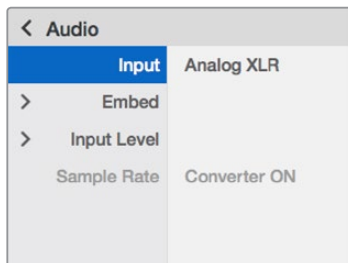 Audio
Input Analog XLR
Embed
Input Level
Sample Rate Converter ON